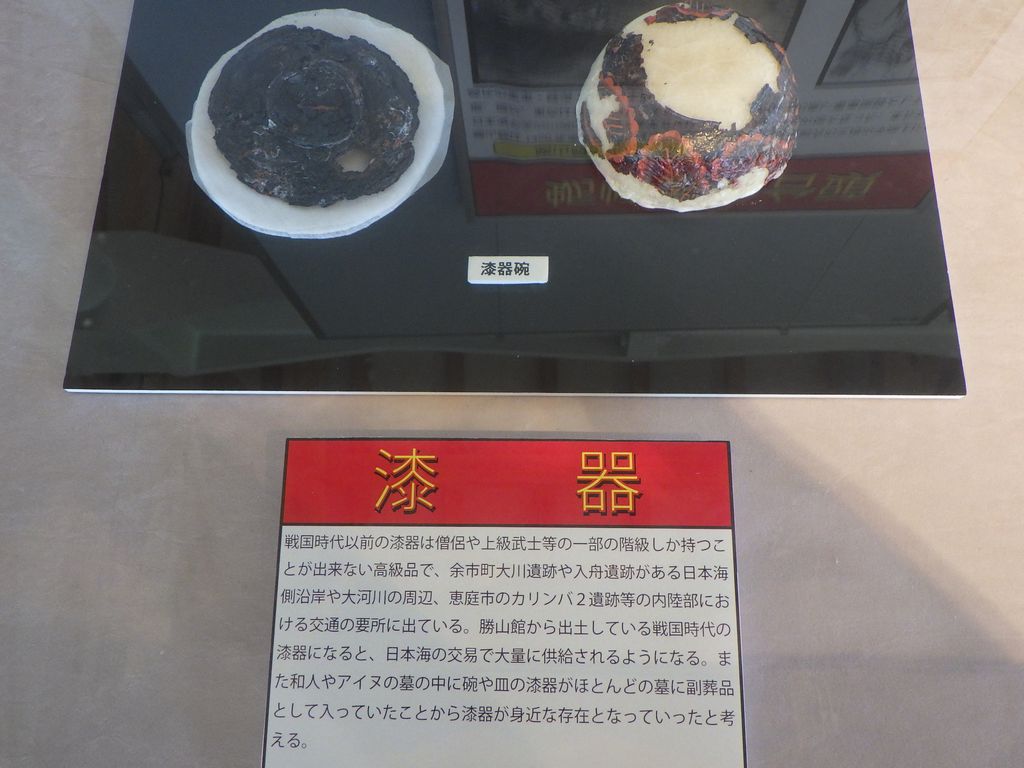 漆器碗
漆 器
戦国時代以前の漆器は僧侶や上級武士等の一部の階級しか持つこ
とが出来ない高級品で、余市町大川遺跡や入舟遺跡がある日本海
側沿岸や大河川の周辺、恵庭市のカリンバ２遺跡等の内陸部にお
ける交通の要所に出ている。勝山館から出土している戦国時代の
漆器になると、日本海の交易で大量に供給されるようになる。ま
た和人やアイヌの墓の中に碗や皿の漆器がほとんどの墓に副葬品
として入っていたことから漆器が身近な存在となっていったと考
える。